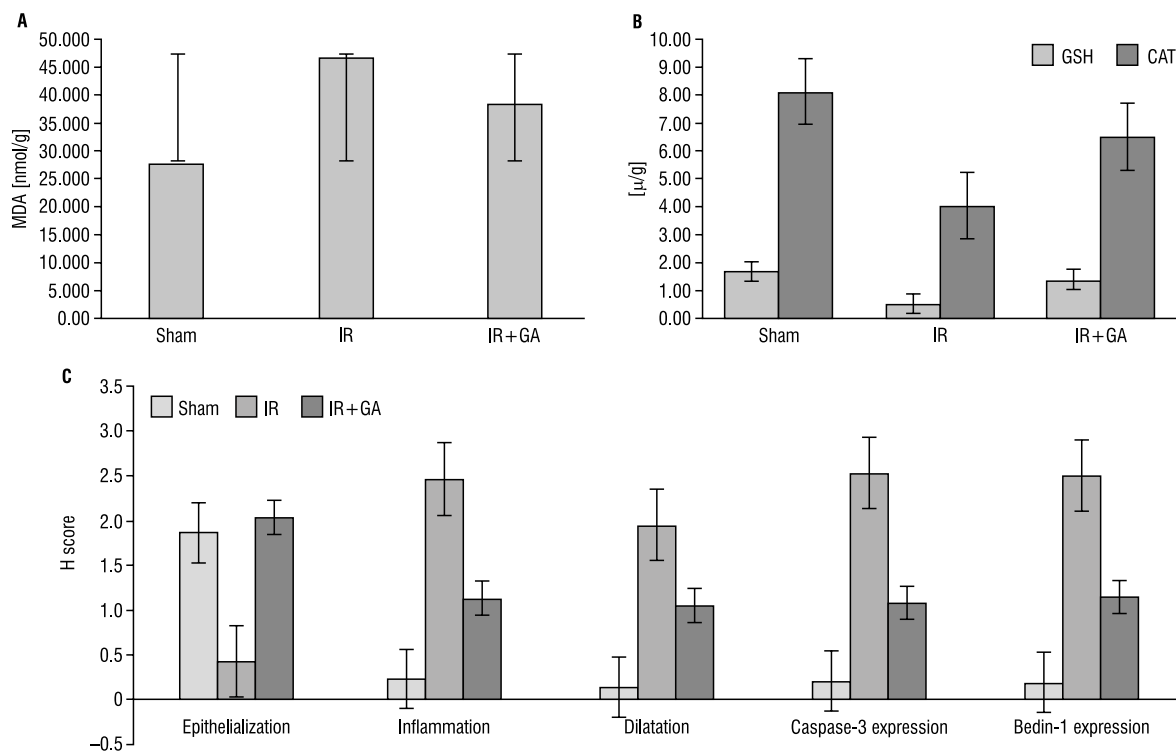 A
MDA [nmol/g]
50.000
45.000
40.000
35.000
30.000
25.000
20.000
15.000
10.000
5.000
0.00
Sham IR IR+GA
B
GSH CAT
[µ/g]
10.00
9.00
8.00
7.00
6.00
5.00
4.00
3.00
2.00
1.00
0.00
Sham IR IR+GA
C
Sham IR IR+GA
H score
3.5
3.0
2.5
2.0
1.5
1.0
0.5
0
–0.5
Epithelialization Inflammation Dilatation Caspase-3 expression Bedin-1 expression